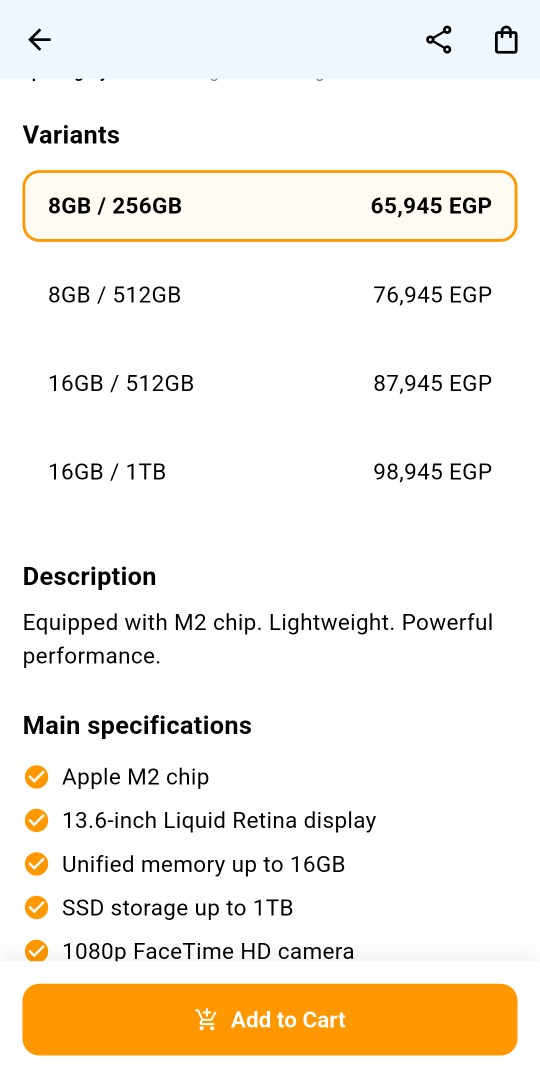 Variants
8GB / 256GB 65,945 EGP
8GB / 512GB 76,945 EGP
16GB / 512GB 87,945 EGP
16GB / 1TB 98,945 EGP
Description
Equipped with M2 chip. Lightweight. Powerful
performance.
Main specifications
Apple M2 chip
13.6-inch Liquid Retina display
Unified memory up to 16GB
SSD storage up to 1TB
1080p FaceTime HD camera
Add to Cart